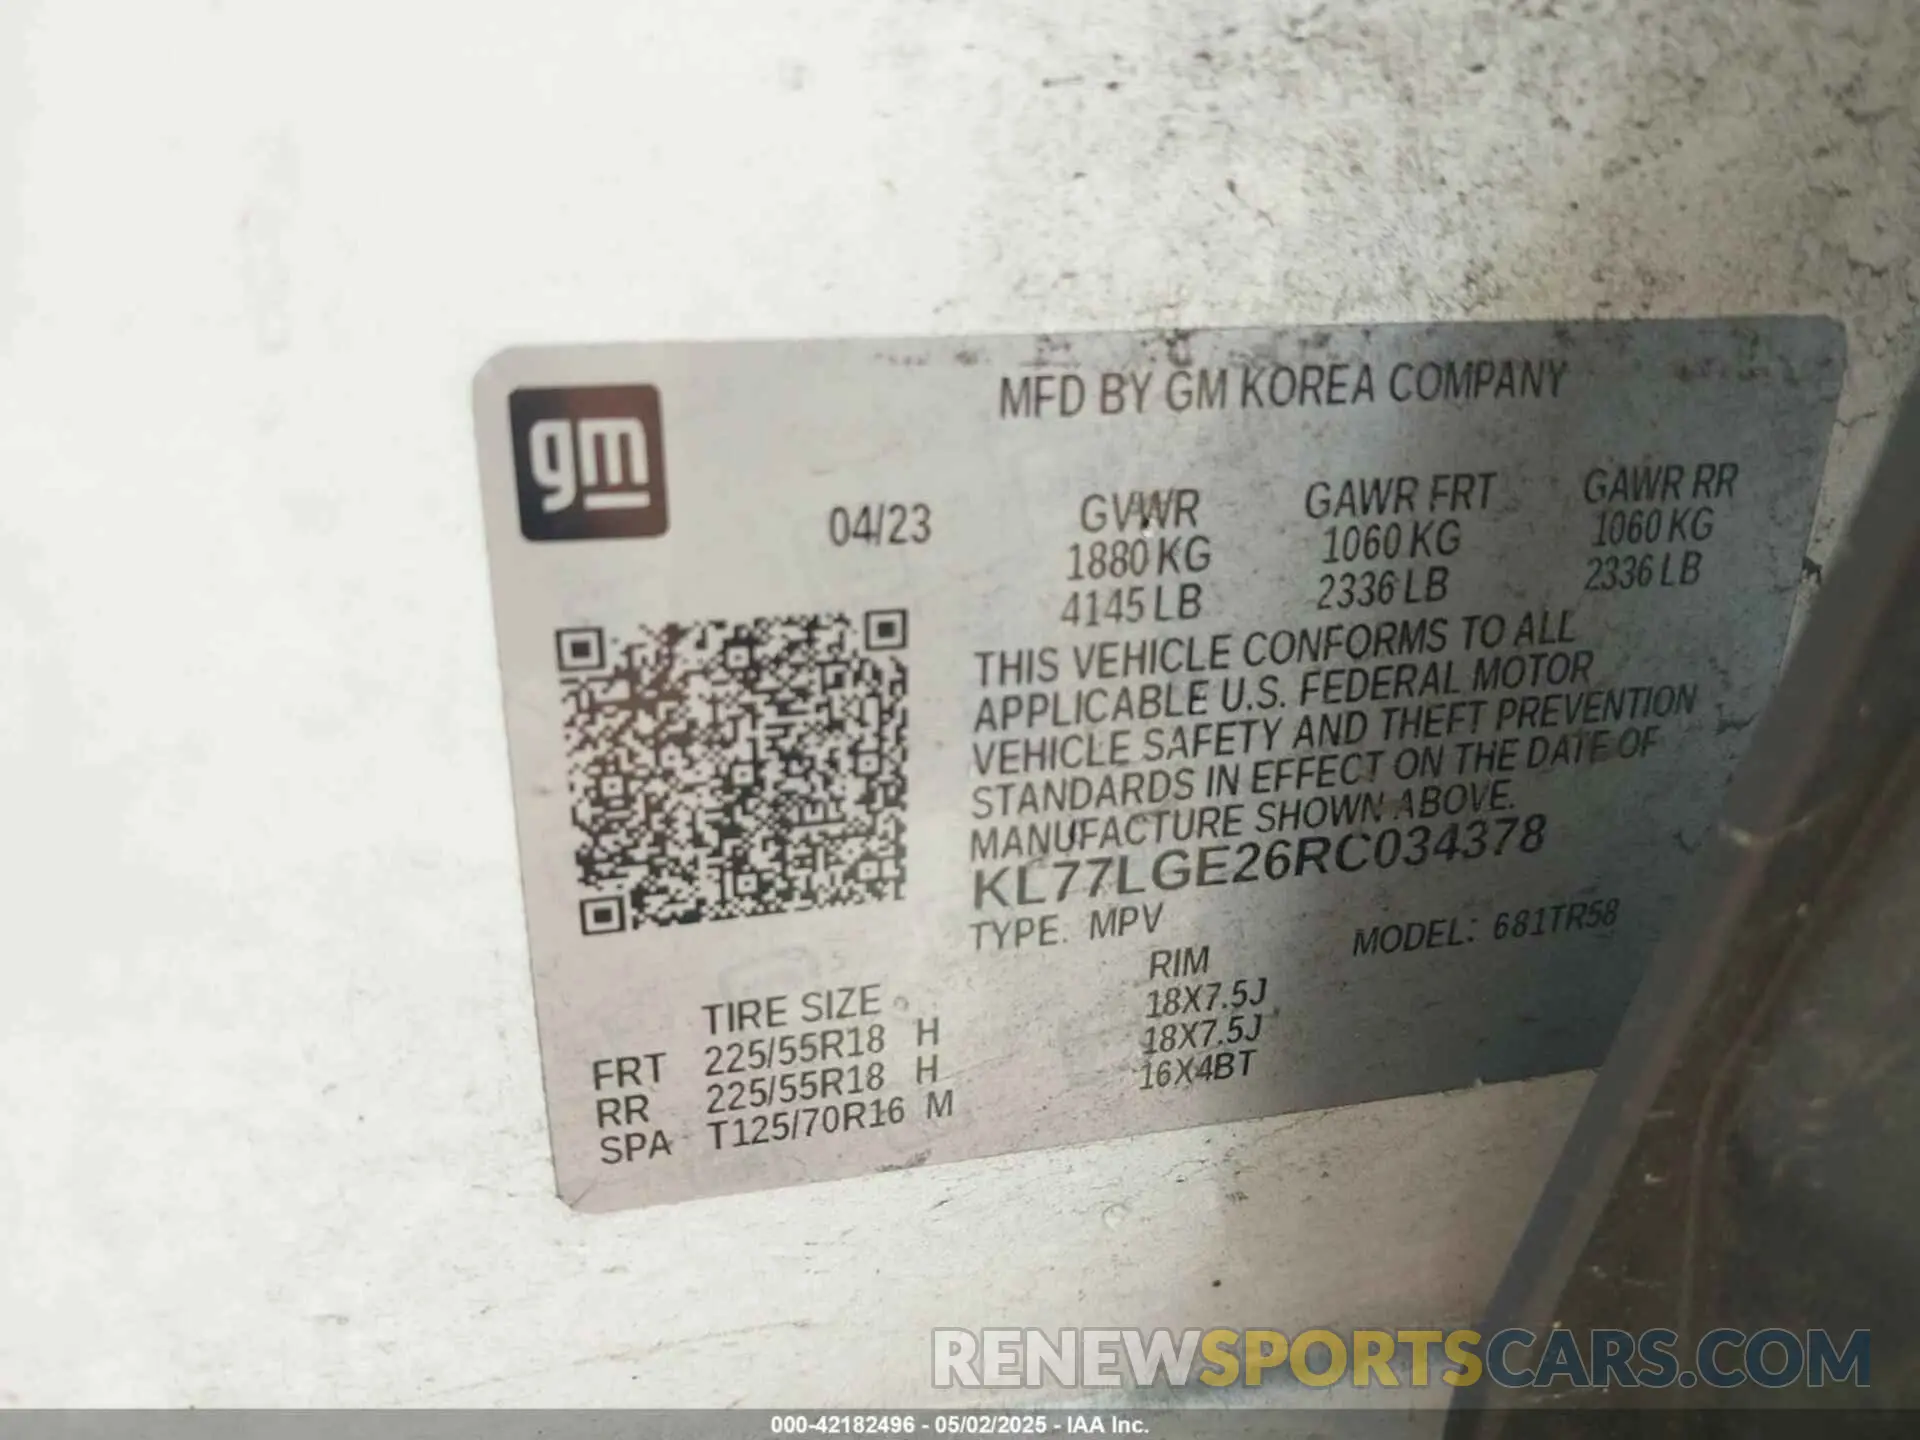 MFD BY GM KOREA COMPANY
gm
04/23
GVWR GAWR FRT GAWR RR
1880 KG 1060 KG 1060 KG
4145 LB 2336 LB 2336 LB
THIS VEHICLE CONFORMS TO ALL
APPLICABLE U.S. FEDERAL MOTOR
VEHICLE SAFETY AND THEFT PREVENTION
STANDARDS IN EFFECT ON THE DATE OF
MANUFACTURE SHOWN ABOVE.
KL77LGE26RC034378
TYPE: MPV MODEL: 681TR58
TIRE SIZE RIM
FRT 225/55R18 H 18X7.5J
RR 225/55R18 H 18X7.5J
SPA T125/70R16 M 16X4BT
RENEWSPORTSCARS.COM
000-42182496 - 05/02/2025 - IAA Inc.